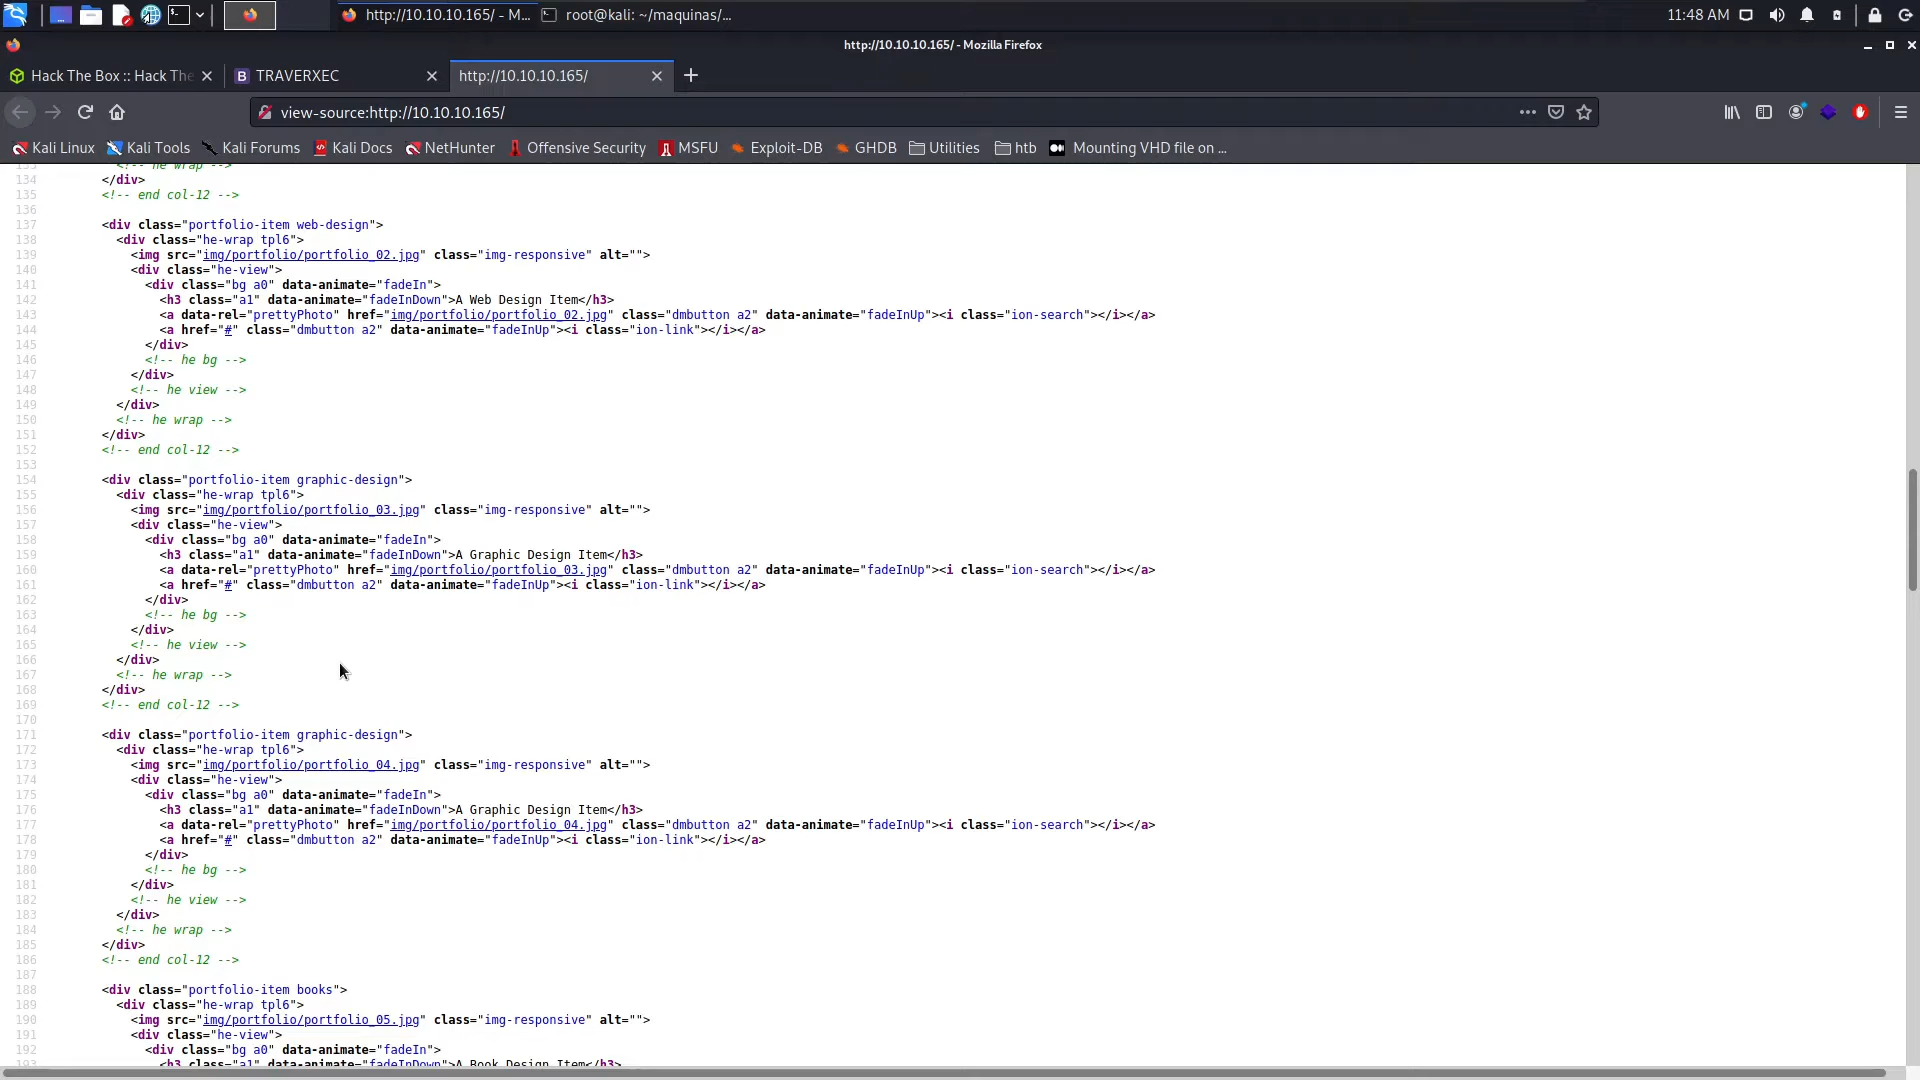 http://10.10.10.165/ - M... root@kali: ~/maquinas/... 11:48 AM
http://10.10.10.165/ - Mozilla Firefox
Hack The Box :: Hack The B TRAVERXEC http://10.10.10.165/
view-source:http://10.10.10.165/
Kali Linux Kali Tools Kali Forums Kali Docs NetHunter Offensive Security MSFU Exploit-DB GHDB Utilities htb Mounting VHD file on ...
133 <!-- he wrap -->
134 </div>
135 <!-- end col-12 -->
136
137 <div class="portfolio-item web-design">
138 <div class="he-wrap tpl6">
139 <img src="img/portfolio/portfolio_02.jpg" class="img-responsive" alt="">
140 <div class="he-view">
141 <div class="bg a0" data-animate="fadeIn">
142 <h3 class="a1" data-animate="fadeInDown">A Web Design Item</h3>
143 <a data-rel="prettyPhoto" href="img/portfolio/portfolio_02.jpg" class="dmbutton a2" data-animate="fadeInUp"><i class="ion-search"></i></a>
144 <a href="#" class="dmbutton a2" data-animate="fadeInUp"><i class="ion-link"></i></a>
145 </div>
146 <!-- he bg -->
147 </div>
148 <!-- he view -->
149 </div>
150 <!-- he wrap -->
151 </div>
152 <!-- end col-12 -->
153
154 <div class="portfolio-item graphic-design">
155 <div class="he-wrap tpl6">
156 <img src="img/portfolio/portfolio_03.jpg" class="img-responsive" alt="">
157 <div class="he-view">
158 <div class="bg a0" data-animate="fadeIn">
159 <h3 class="a1" data-animate="fadeInDown">A Graphic Design Item</h3>
160 <a data-rel="prettyPhoto" href="img/portfolio/portfolio_03.jpg" class="dmbutton a2" data-animate="fadeInUp"><i class="ion-search"></i></a>
161 <a href="#" class="dmbutton a2" data-animate="fadeInUp"><i class="ion-link"></i></a>
162 </div>
163 <!-- he bg -->
164 </div>
165 <!-- he view -->
166 </div>
167 <!-- he wrap -->
168 </div>
169 <!-- end col-12 -->
170
171 <div class="portfolio-item graphic-design">
172 <div class="he-wrap tpl6">
173 <img src="img/portfolio/portfolio_04.jpg" class="img-responsive" alt="">
174 <div class="he-view">
175 <div class="bg a0" data-animate="fadeIn">
176 <h3 class="a1" data-animate="fadeInDown">A Graphic Design Item</h3>
177 <a data-rel="prettyPhoto" href="img/portfolio/portfolio_04.jpg" class="dmbutton a2" data-animate="fadeInUp"><i class="ion-search"></i></a>
178 <a href="#" class="dmbutton a2" data-animate="fadeInUp"><i class="ion-link"></i></a>
179 </div>
180 <!-- he bg -->
181 </div>
182 <!-- he view -->
183 </div>
184 <!-- he wrap -->
185 </div>
186 <!-- end col-12 -->
187
188 <div class="portfolio-item books">
189 <div class="he-wrap tpl6">
190 <img src="img/portfolio/portfolio_05.jpg" class="img-responsive" alt="">
191 <div class="he-view">
192 <div class="bg a0" data-animate="fadeIn">
193 <h3 class="a1" data-animate="fadeInDown">A Book Design Item</h3>